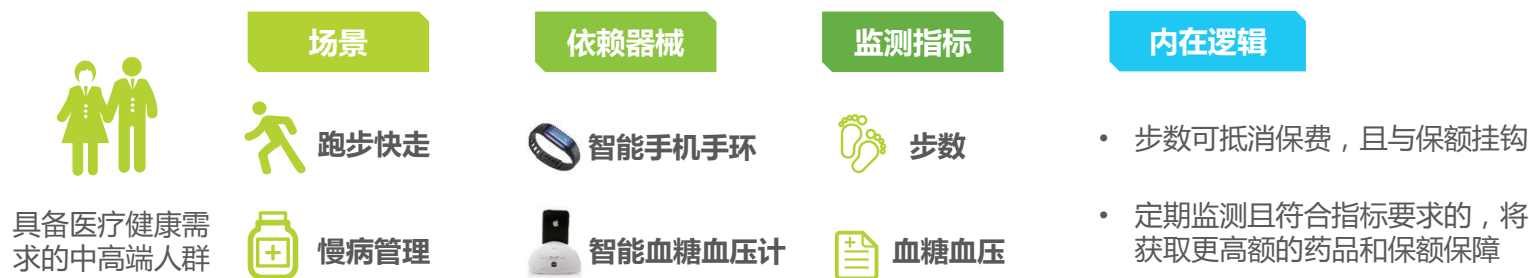 场景
依赖器械
监测指标
内在逻辑
跑步快走
智能手机手环
步数
• 步数可抵消保费，且与保额挂钩
具备医疗健康需
求的中高端人群
慢病管理
智能血糖血压计
血糖血压
• 定期监测且符合指标要求的，将
获取更高额的药品和保额保障